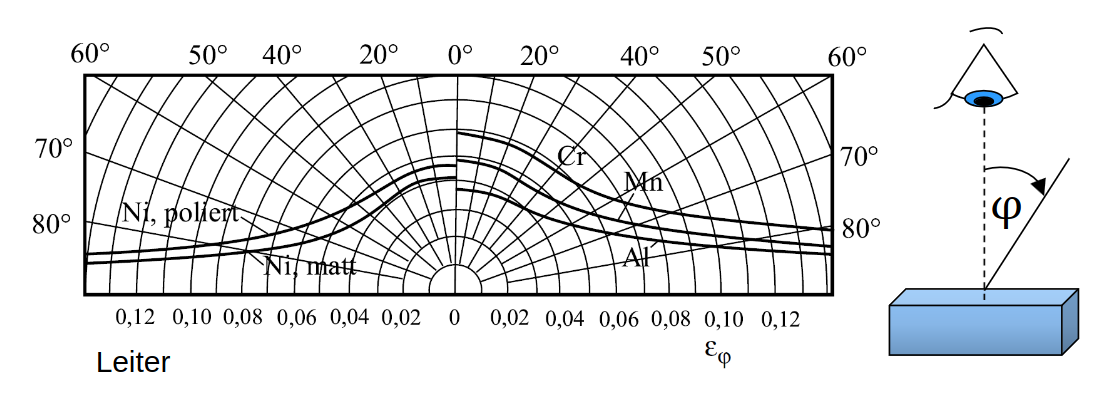 60° 50° 40° 20° 0° 20° 40° 50° 60°
70° 70°
80° 80°
Cr
Mn
Ni, poliert
Al
Ni, matt
φ
0,12 0,10 0,08 0,06 0,04 0,02 0 0,02 0,04 0,06 0,08 0,10 0,12
εφ
Leiter